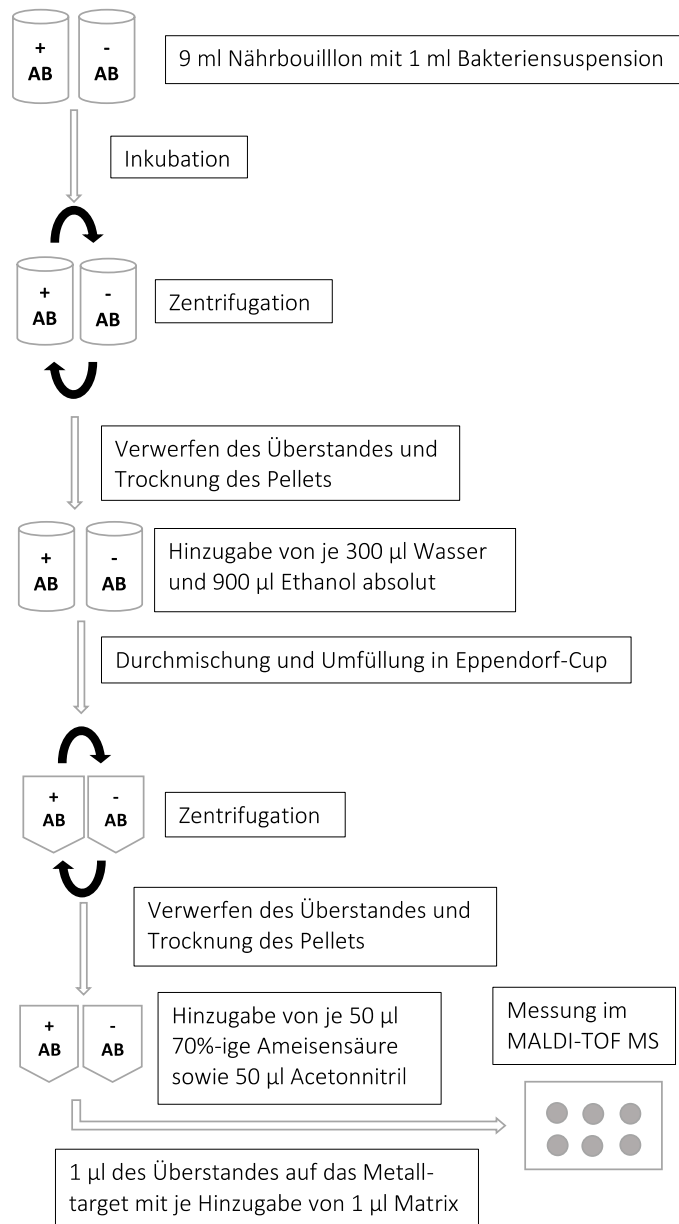 + -
AB AB
9 ml Nährbouilllon mit 1 ml Bakteriensuspension
Inkubation
+ -
AB AB
Zentrifugation
Verwerfen des Überstandes und
Trocknung des Pellets
+ -
AB AB
Hinzugabe von je 300 µl Wasser
und 900 µl Ethanol absolut
Durchmischung und Umfüllung in Eppendorf-Cup
+ -
AB AB
Zentrifugation
Verwerfen des Überstandes und
Trocknung des Pellets
+ -
AB AB
Hinzugabe von je 50 µl
70%-ige Ameisensäure
sowie 50 µl Acetonnitril
Messung im
MALDI-TOF MS
1 µl des Überstandes auf das Metall-
target mit je Hinzugabe von 1 µl Matrix